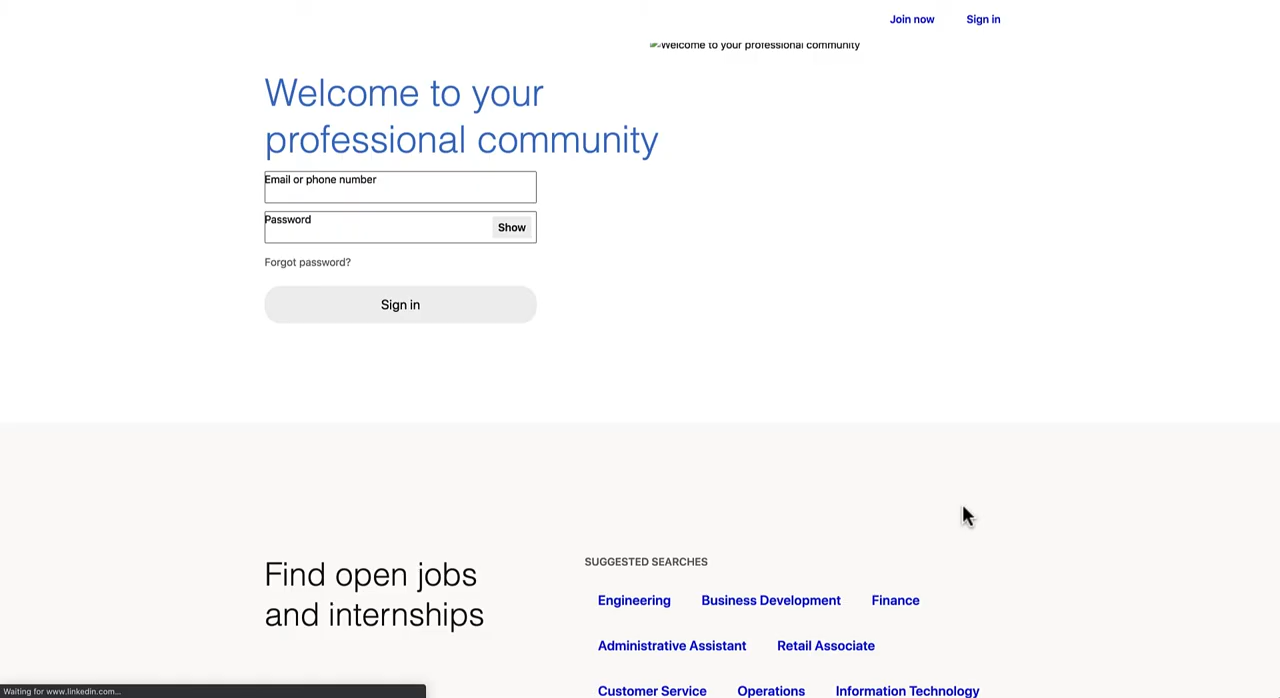 Join now Sign in
Welcome to your professional community
Welcome to your
professional community
Email or phone number
Password
Show
Forgot password?
Sign in
Find open jobs
and internships
SUGGESTED SEARCHES
Engineering Business Development Finance
Administrative Assistant Retail Associate
Customer Service Operations Information Technology
Waiting for www.linkedin.com...